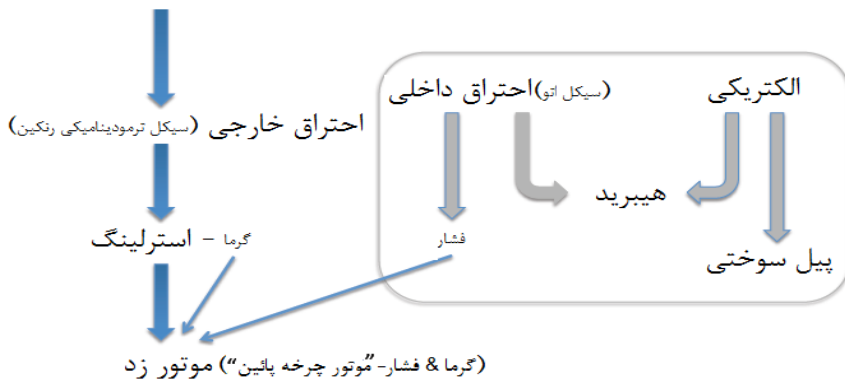 الکتریکی
احتراق داخلی (سیکل اتو)
احتراق خارجی (سیکل ترمودینامیکی رنکین)
هیبرید
فشار
گرما – استرلینگ
پیل سوختی
موتور زد (گرما & فشار-"موتور چرخه پائین")